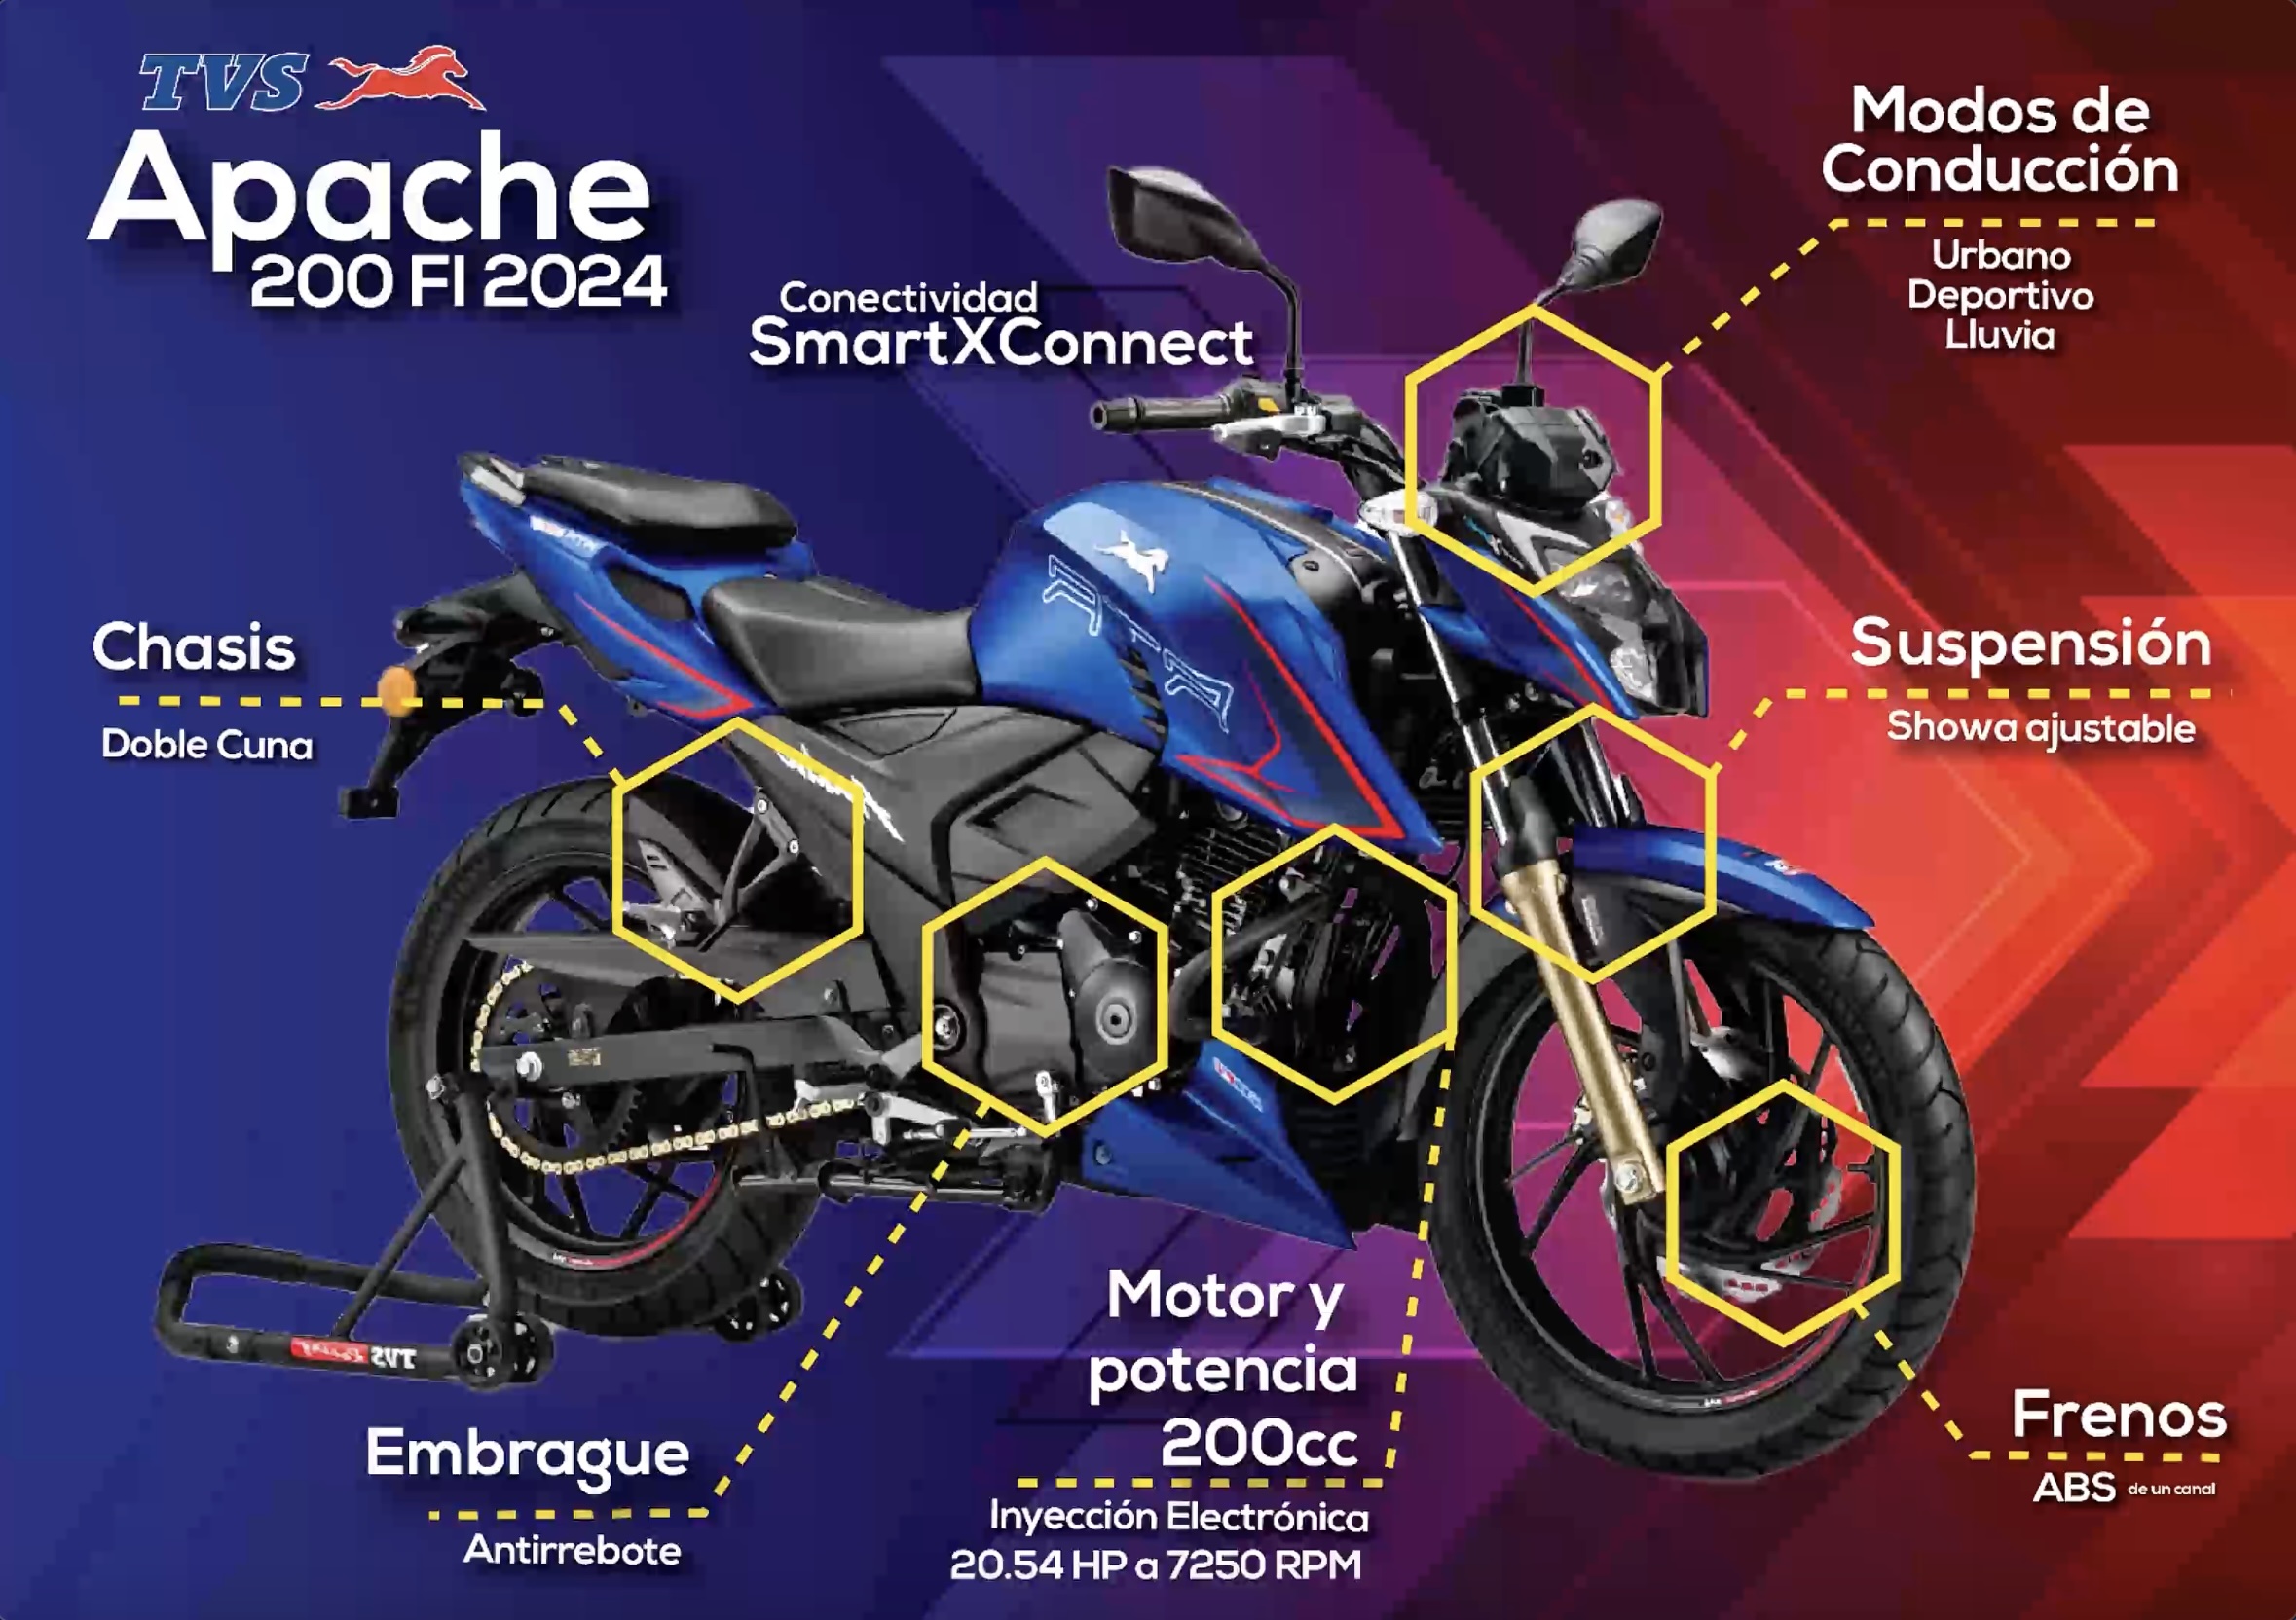 TVS
Apache
200 FI 2024
Conectividad
SmartXConnect
Modos de
Conducción
Urbano
Deportivo
Lluvia
Chasis
Doble Cuna
Suspensión
Showa ajustable
Embrague
Antirrebote
Motor y
potencia
200cc
Inyección Electrónica
20.54 HP a 7250 RPM
Frenos
ABS de un canal
TVS